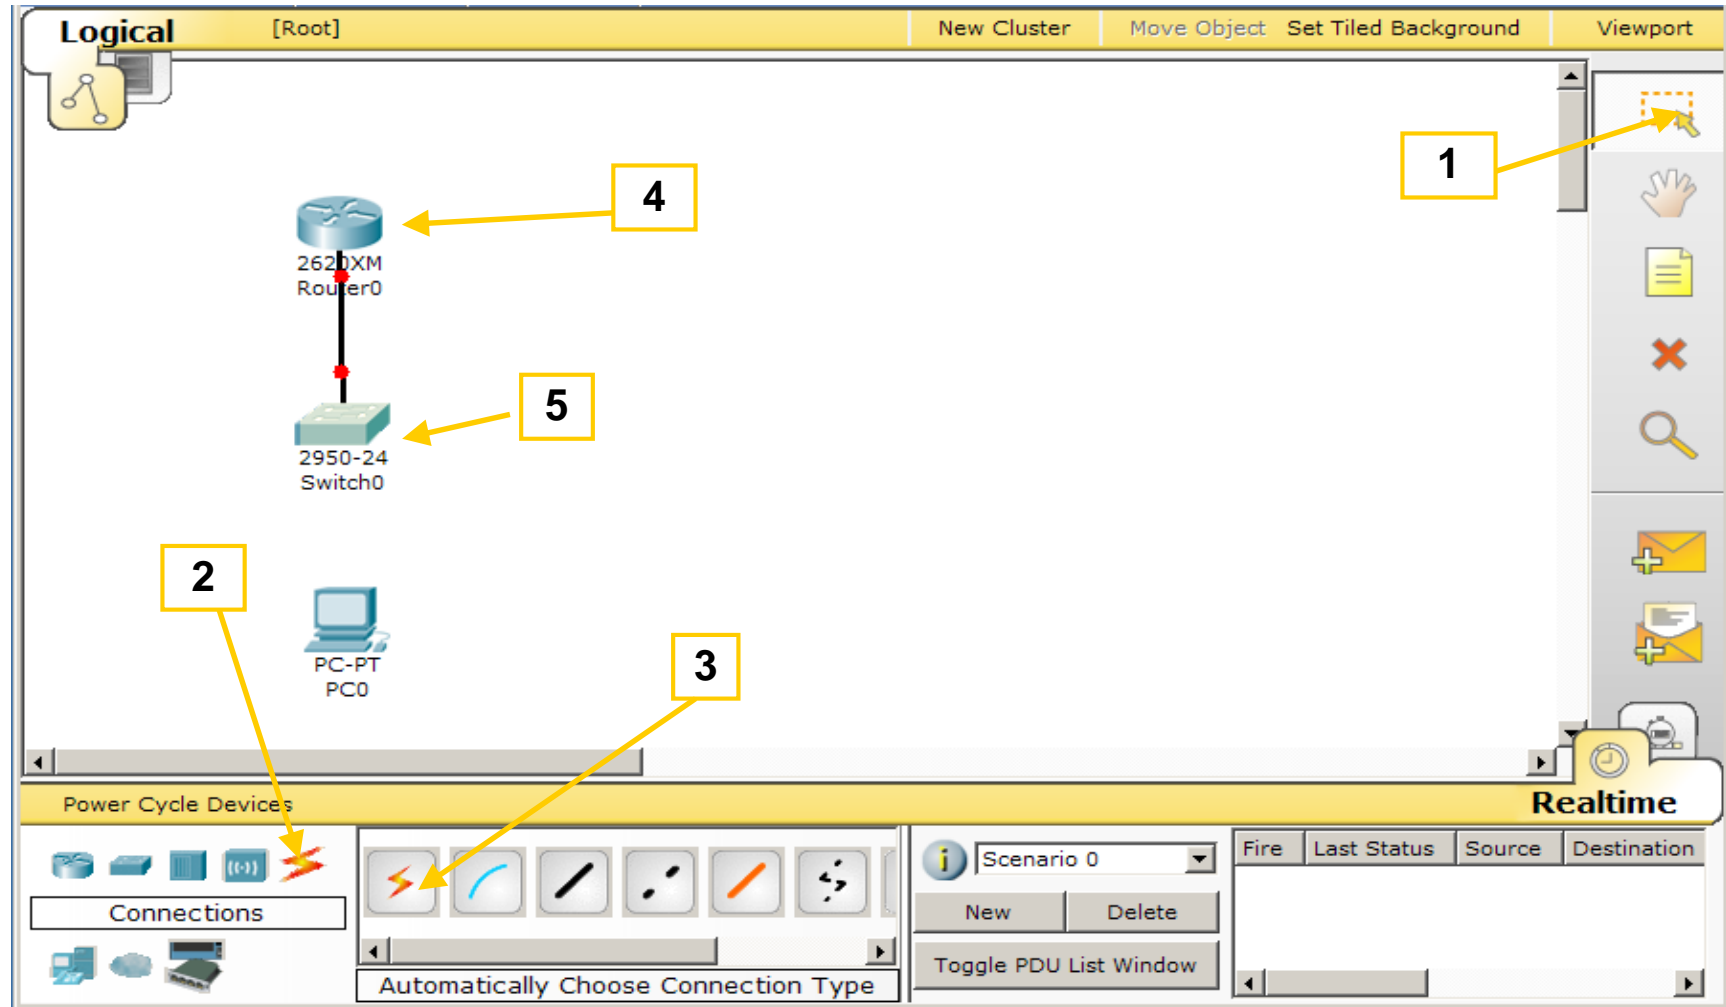 Logical
[Root]
New Cluster
Move Object
Set Tiled Background
Viewport
1
4
2620XM
Router0
5
2950-24
Switch0
2
PC-PT
PC0
3
Power Cycle Devices
Realtime
Connections
Automatically Choose Connection Type
i
Scenario 0
New
Delete
Toggle PDU List Window
Fire
Last Status
Source
Destination